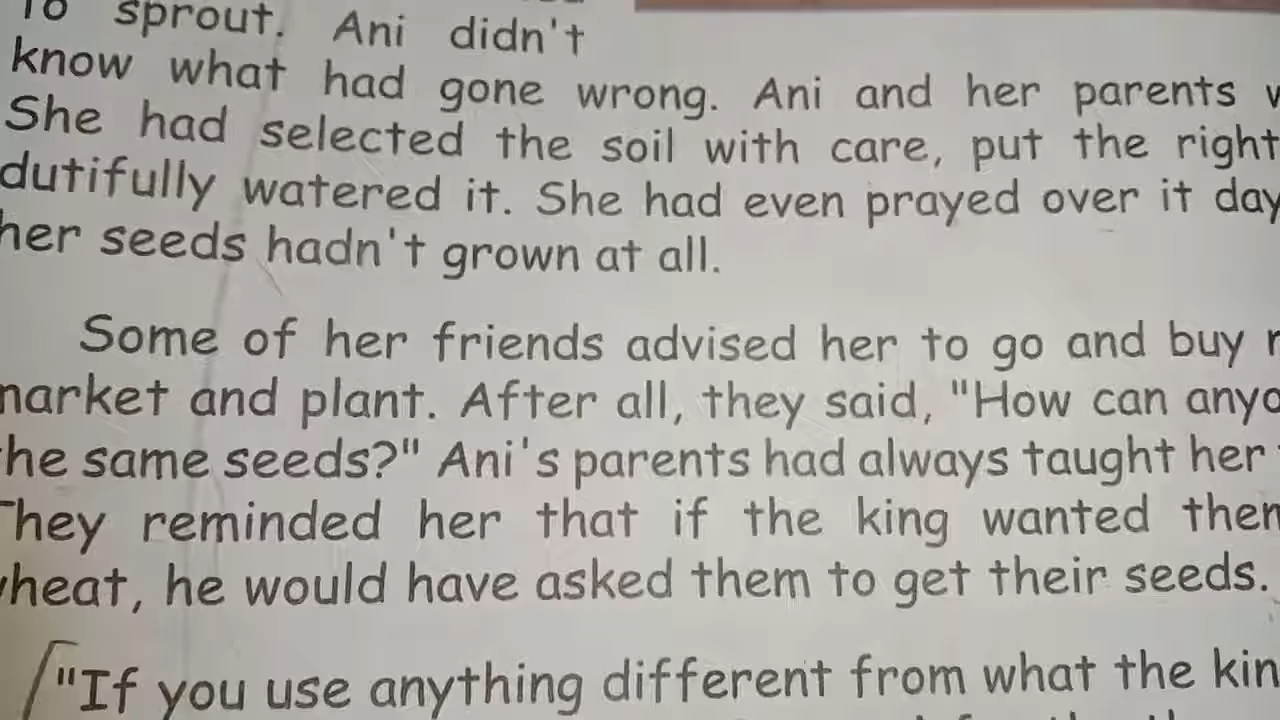 To sprout. Ani didn't
know what had gone wrong. Ani and her parents
She had selected the soil with care, put the right
dutifully watered it. She had even prayed over it day
her seeds hadn't grown at all.
Some of her friends advised her to go and buy
market and plant. After all, they said, "How can anyo
he same seeds?" Ani's parents had always taught her
They reminded her that if the king wanted them
heat, he would have asked them to get their seeds.
"If you use anything different from what the kin